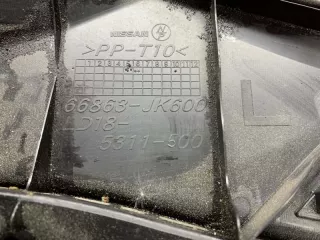 NISSAN
>PP-T10<
66863-JK600
D18-
5311-500
L